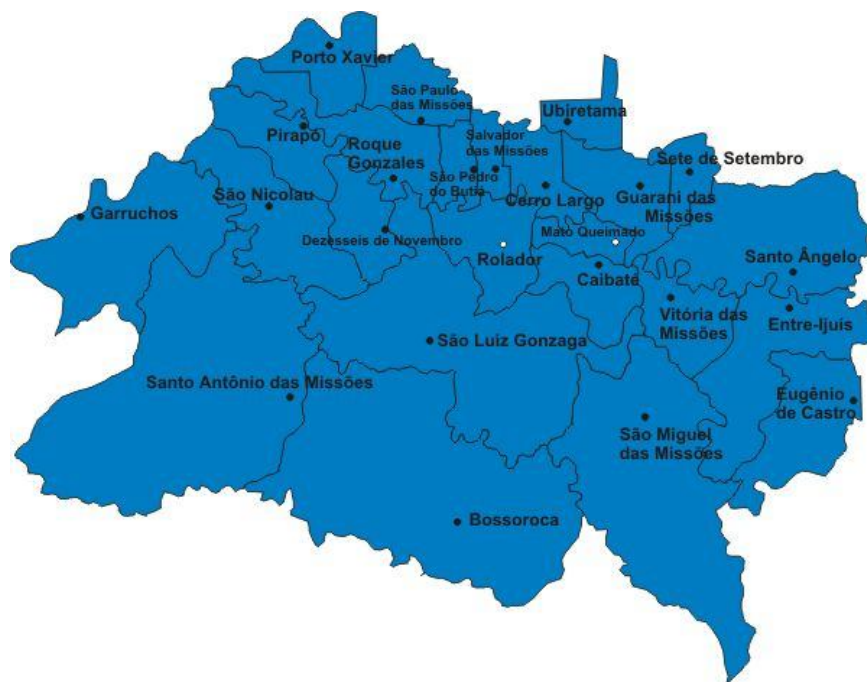 Porto Xavier
São Paulo
das Missões
Ubiretama
Pirapó
Roque
Gonzales
Salvador
das Missões
Sete de Setembro
São Pedro
do Butiá
Cerro Largo
Guarani das
Missões
São Nicolau
Garruchos
Dezesseis de Novembro
Mato Queimado
Rolador
Caibaté
Santo Ângelo
Vitória das
Missões
Entre-Ijuís
São Luiz Gonzaga
Santo Antônio das Missões
Eugênio
de Castro
São Miguel
das Missões
Bossoroca